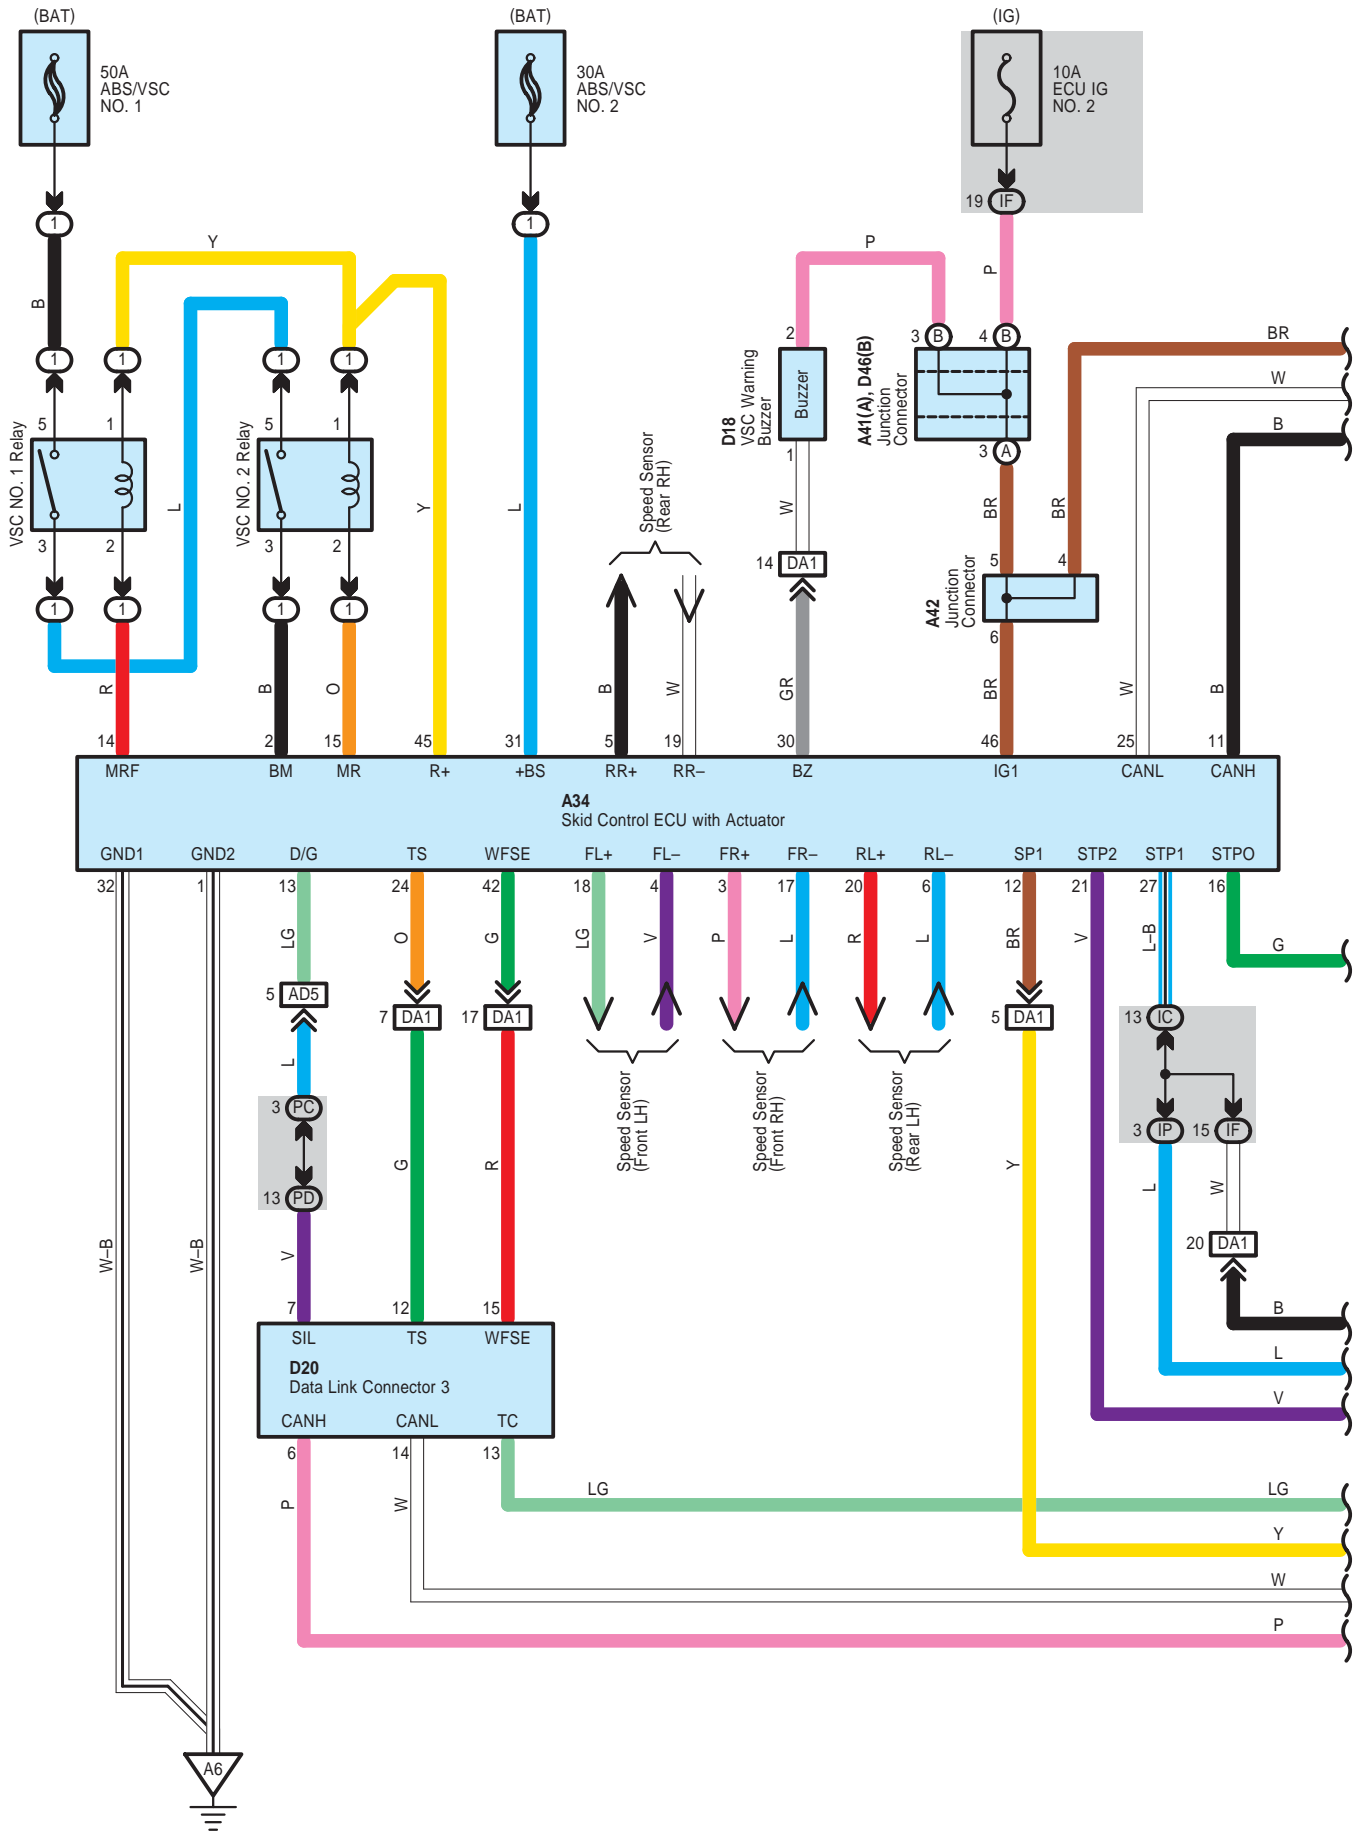 (BAT)
(BAT)
(IG)
50A
ABS/VSC
NO. 1
30A
ABS/VSC
NO. 2
10A
ECU IG
NO. 2
19 IF
1
1
Y
P
P
B
2
3 B
4 B
BR
1
1
1
1
W
B
5
1
5
1
VSC NO. 1 Relay
VSC NO. 2 Relay
L
Y
L
Speed Sensor
(Rear RH)
D18
VSC Warning
Buzzer
Buzzer
A41(A), D46(B)
Junction
Connector
1
3 A
W
BR
BR
3
2
3
2
14 DA1
5
4
1
1
1
1
A42
Junction
Connector
6
R
B
O
B
W
GR
BR
W
B
14
2
15
45
31
5
19
30
46
25
11
MRF
BM
MR
R+
+BS
RR+
RR–
BZ
IG1
CANL
CANH
A34
Skid Control ECU with Actuator
GND1
GND2
D/G
TS
WFSE
FL+
FL–
FR+
FR–
RL+
RL–
SP1
STP2
STP1
STPO
32
1
13
24
42
18
4
3
17
20
6
12
21
27
16
LG
O
G
LG
V
P
L
R
L
BR
V
L–B
G
5 AD5
7 DA1
17 DA1
5 DA1
13 IC
L
3 PC
Speed Sensor
(Front LH)
Speed Sensor
(Front RH)
Speed Sensor
(Rear LH)
3 IP
15 IF
G
R
Y
L
W
13 PD
W–B
W–B
V
20 DA1
7
12
15
B
SIL
TS
WFSE
D20
Data Link Connector 3
L
V
CANH
CANL
TC
6
14
13
P
W
LG
LG
Y
W
P
A6